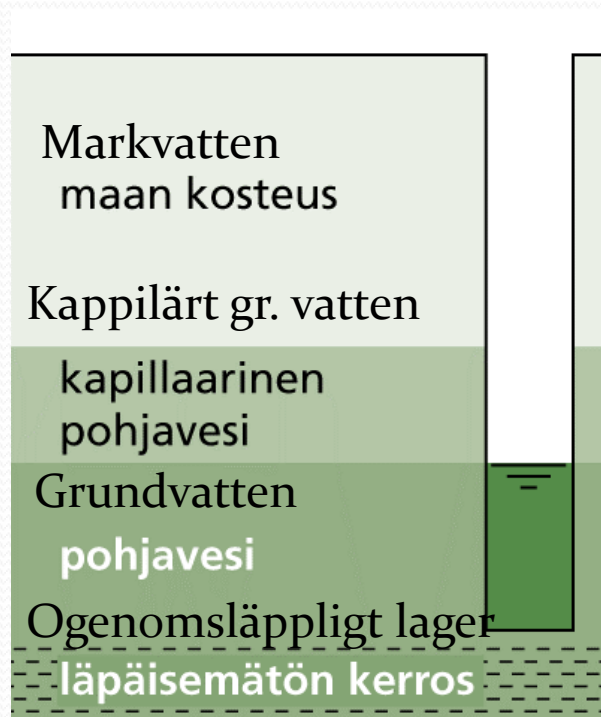 Markvatten
maan kosteus
Kappilärt gr. vatten
kapillaarinen
pohjavesi
Grundvatten
pohjavesi
Ogenomsläppligt lager
läpäisemätön kerros